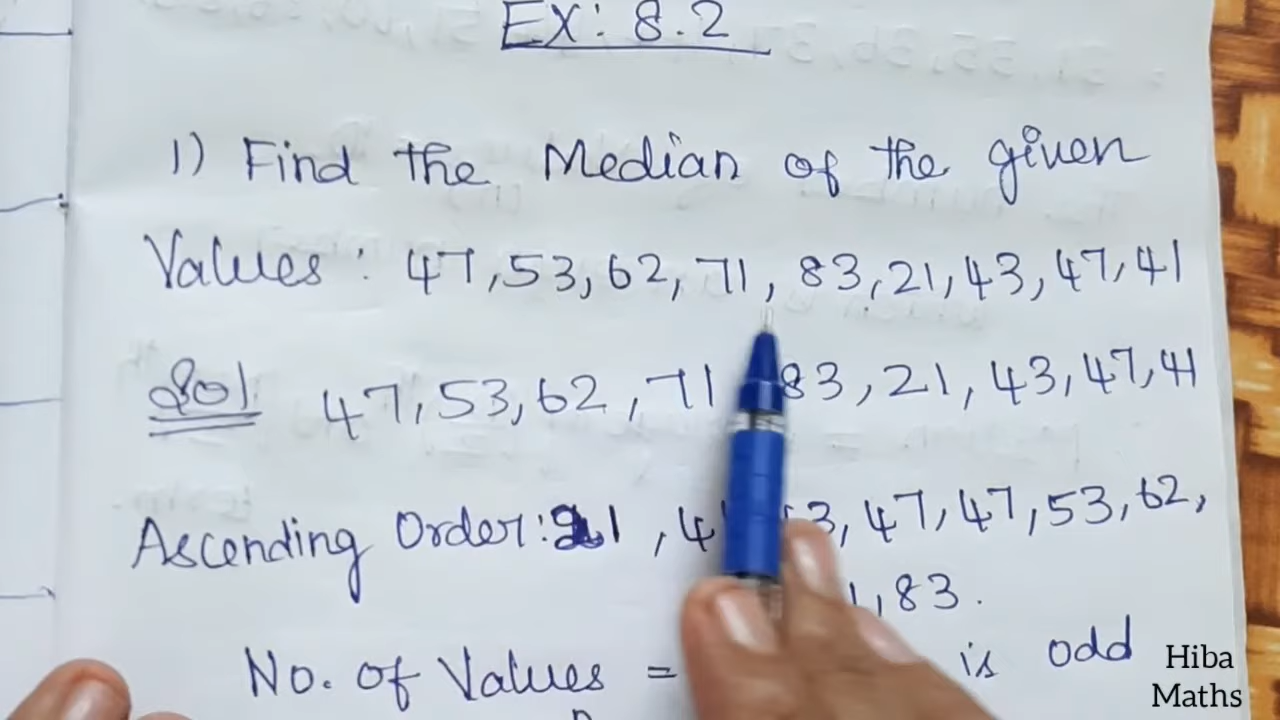 EX: 8.2
1) Find the Median of the given
Values: 47,53,62,71,83,21,43,47,41
Sol 47,53,62,71 83,21,43,47,41
Ascending Order: 21, 4 3,47,47,53,62,
1,83.
No. of Values = is odd
Hiba
Maths